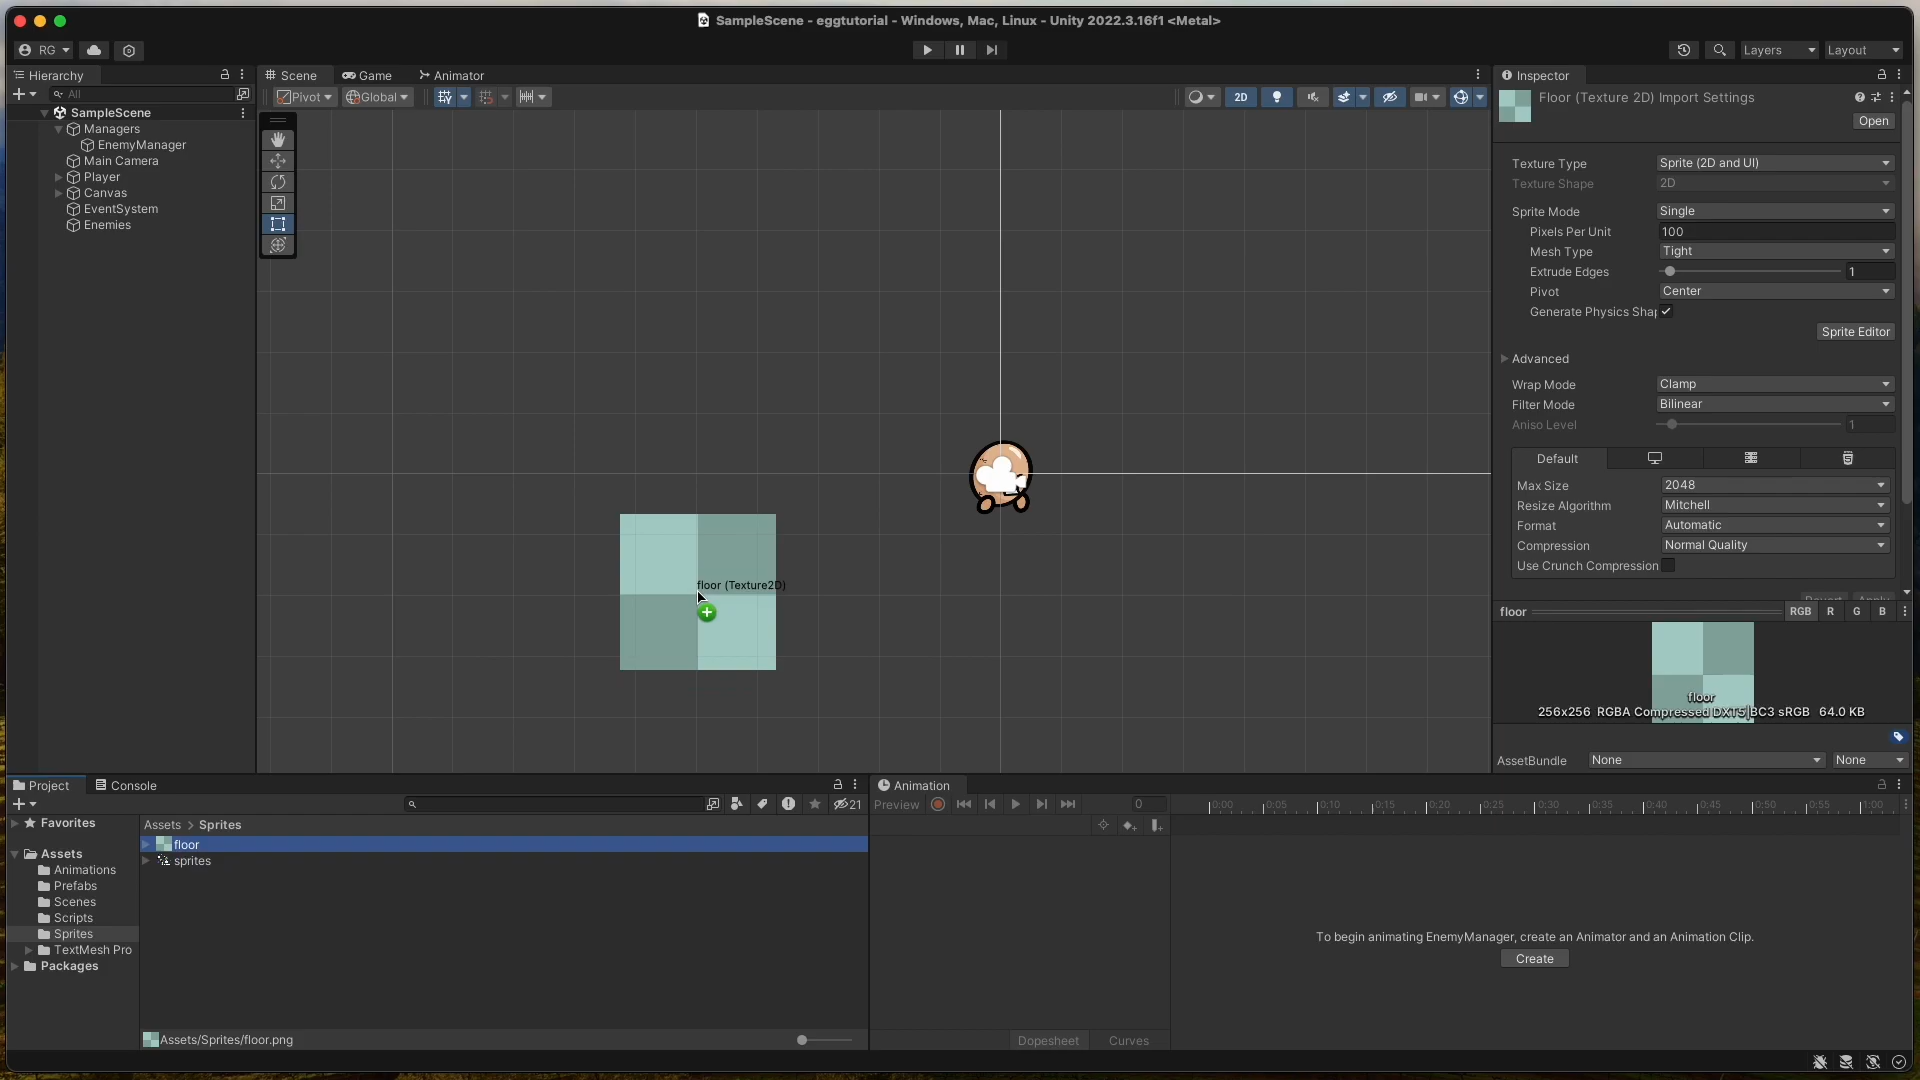 SampleScene - eggtutorial - Windows, Mac, Linux - Unity 2022.3.16f1 <Metal>
RG
Layers
Layout
Hierarchy
All
SampleScene
Managers
EnemyManager
Main Camera
Player
Canvas
EventSystem
Enemies
Scene
Game
Animator
Pivot
Global
2D
floor (Texture2D)
Inspector
Floor (Texture 2D) Import Settings
Open
Texture Type
Sprite (2D and UI)
Texture Shape
2D
Sprite Mode
Single
Pixels Per Unit
100
Mesh Type
Tight
Extrude Edges
1
Pivot
Center
Generate Physics Shap
Sprite Editor
Advanced
Wrap Mode
Clamp
Filter Mode
Bilinear
Aniso Level
1
Default
Max Size
2048
Resize Algorithm
Mitchell
Format
Automatic
Compression
Normal Quality
Use Crunch Compression
Revert
Apply
floor
RGB
R
G
B
floor
256x256 RGBA Compressed DXT5|BC3 sRGB 64.0 KB
AssetBundle
None
None
Project
Console
21
Favorites
Assets
Animations
Prefabs
Scenes
Scripts
Sprites
TextMesh Pro
Packages
Assets > Sprites
floor
sprites
Assets/Sprites/floor.png
Animation
Preview
0
0:00
0:05
0:10
0:15
0:20
0:25
0:30
0:35
0:40
0:45
0:50
0:55
1:00
To begin animating EnemyManager, create an Animator and an Animation Clip.
Create
Dopesheet
Curves